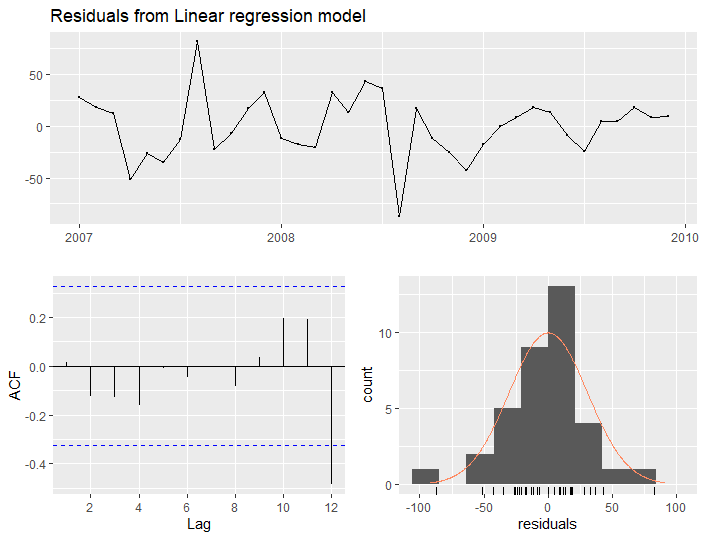 Residuals from Linear regression model
50
0
-50
2007 2008 2009 2010
ACF
0.2
0.0
-0.2
-0.4
2 4 6 8 10 12
Lag
count
10
5
0
-100 -50 0 50 100
residuals